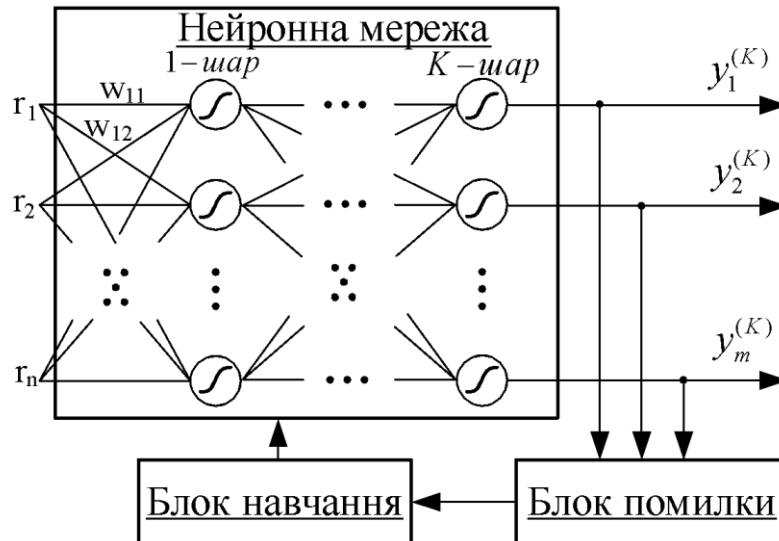 Нейронна мережа
1–шар
K–шар
r₁
w₁₁
w₁₂
r₂
rₙ
y₁⁽ᴷ⁾
y₂⁽ᴷ⁾
yₘ⁽ᴷ⁾
Блок навчання
Блок помилки